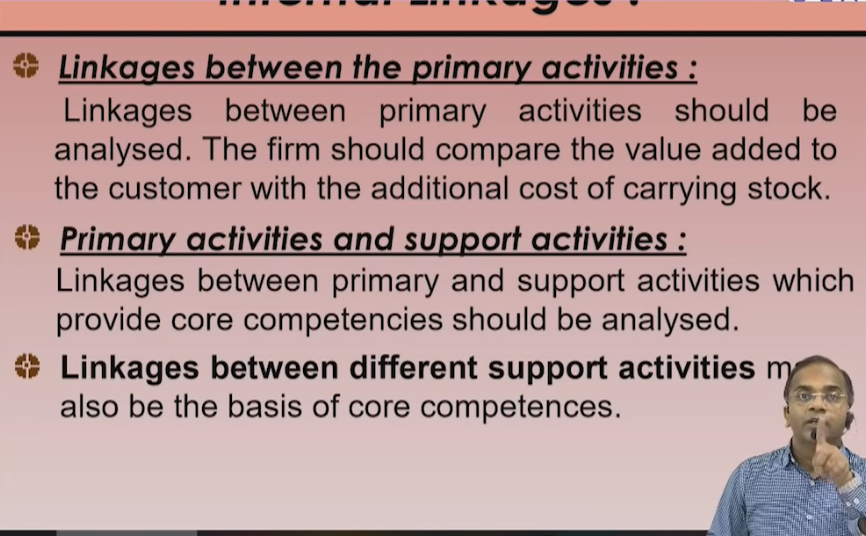 Internal Linkages :
Linkages between the primary activities :
Linkages between primary activities should be
analysed. The firm should compare the value added to
the customer with the additional cost of carrying stock.
Primary activities and support activities :
Linkages between primary and support activities which
provide core competencies should be analysed.
Linkages between different support activities
also be the basis of core competences.